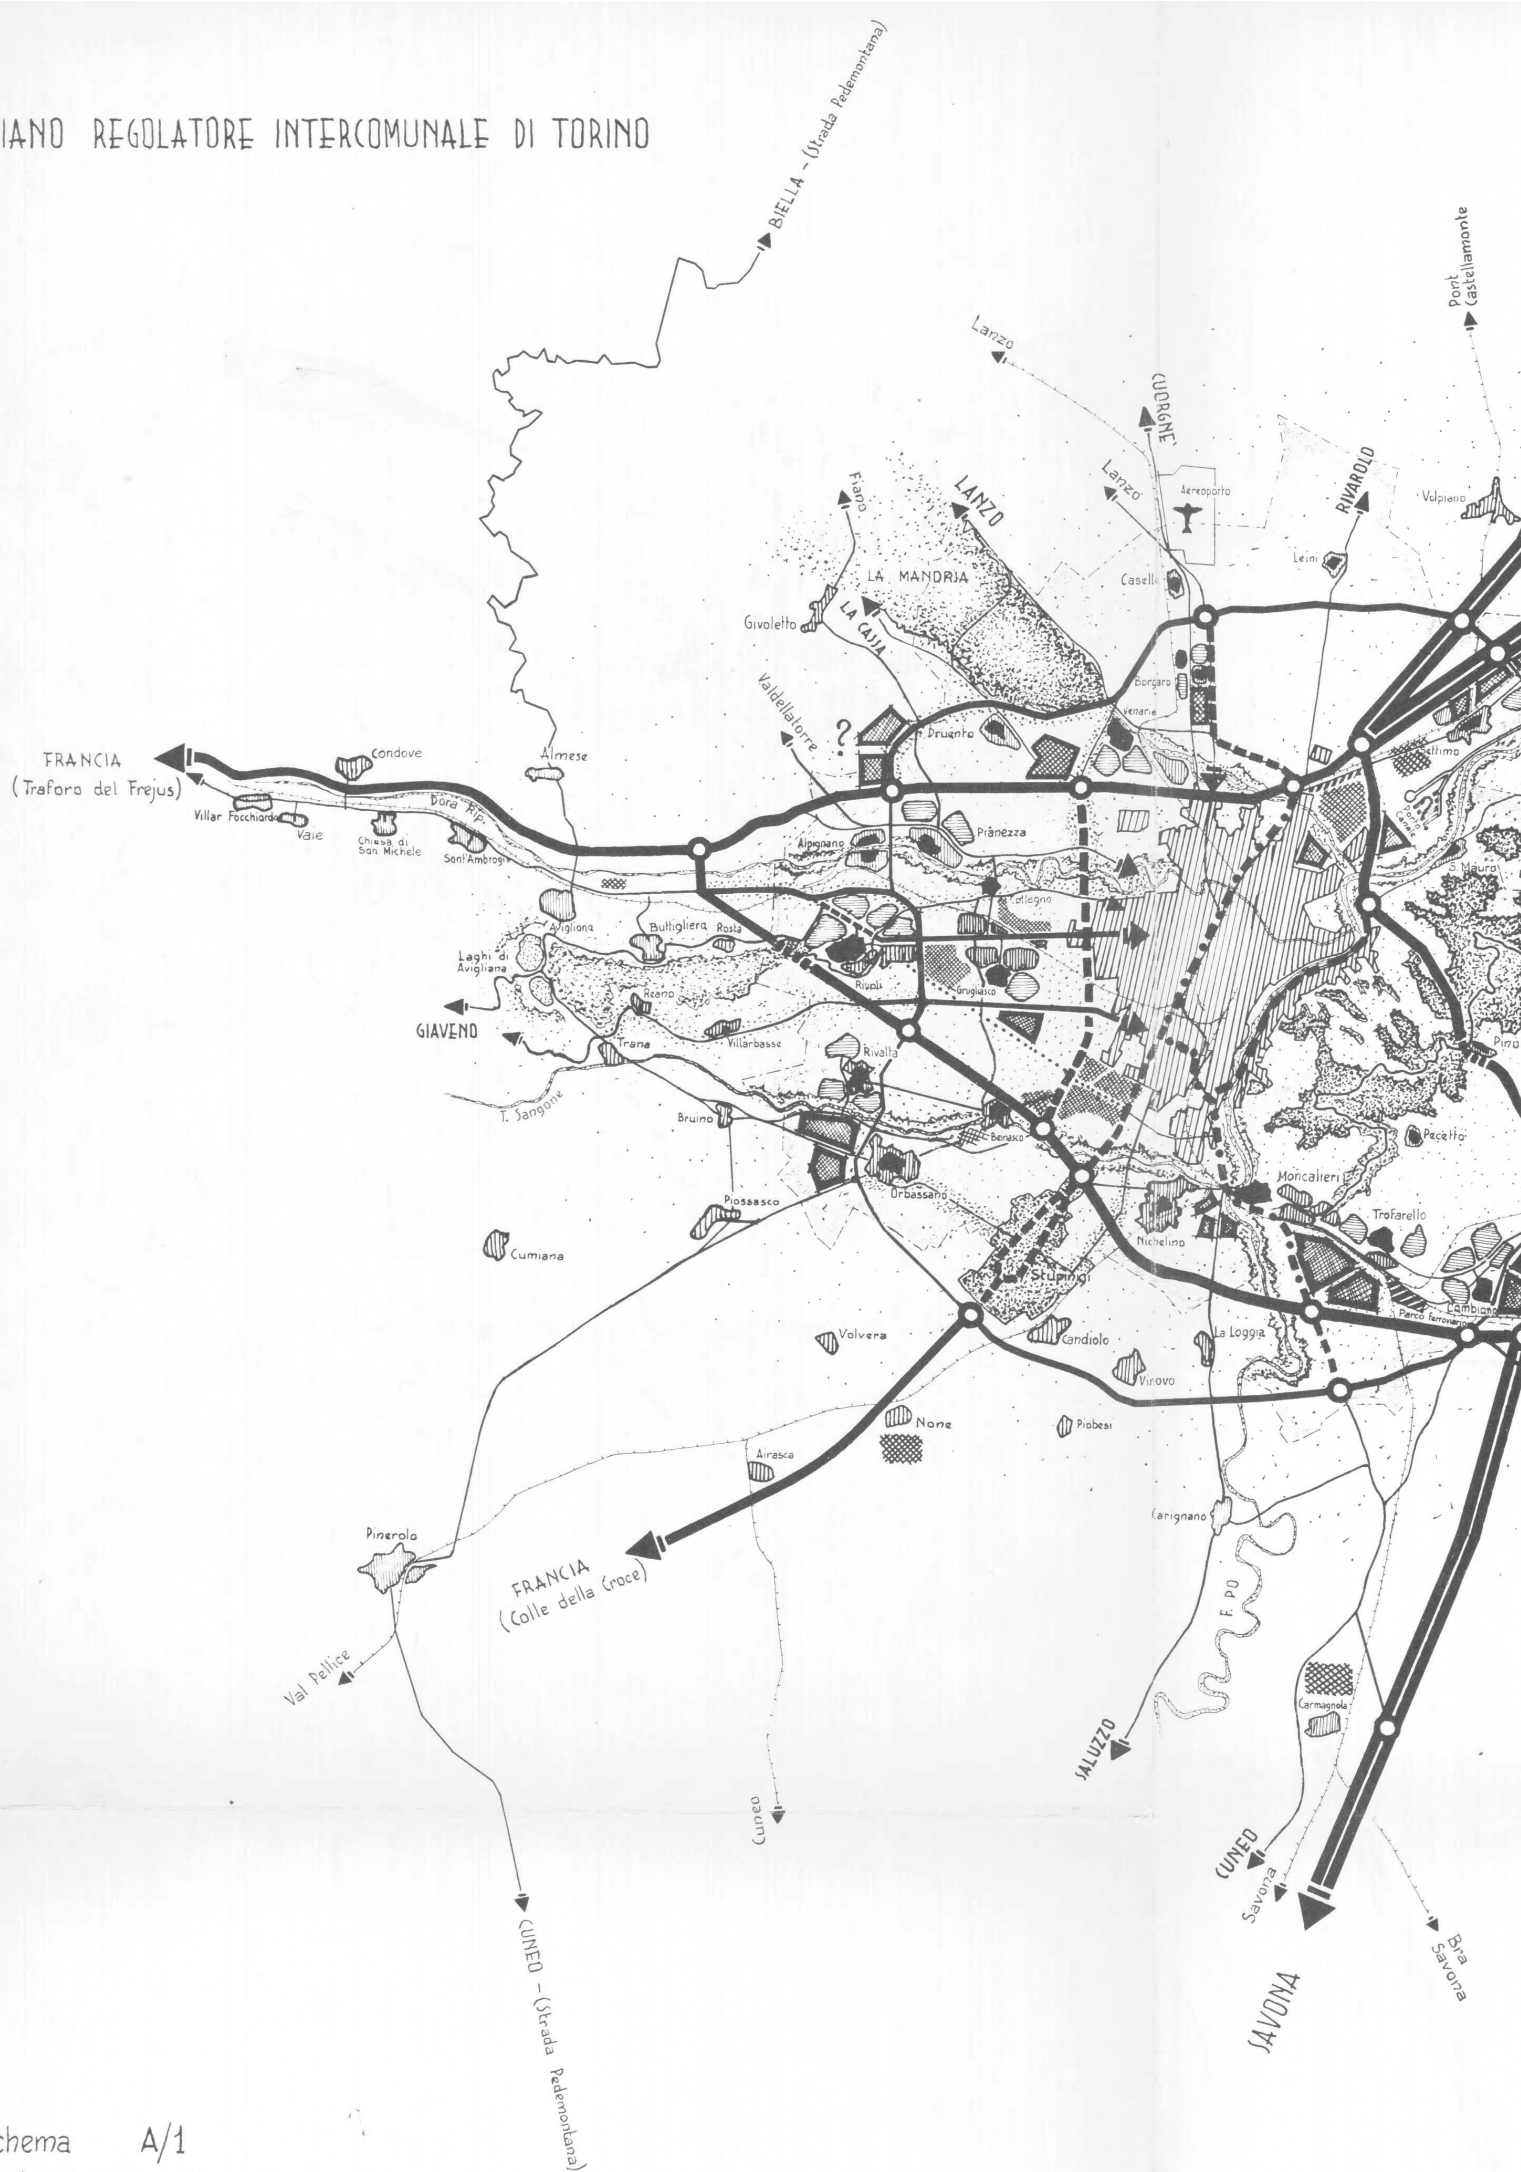 IANO REGOLATORE INTERCOMUNALE DI TORINO
BIELLA - (Strada Pedemontana)
Pont
Castellamonte
Lanzo
CUORGNE'
Lanzo
Aereoporto
RIVAROLO
Volpiano
Fiano
LANZO
LA MANDRIA
Caselle
Leinì
Givoletto
LA CASSA
Borgaro
Valdellatorre
Venaria
?
Druento
Settimo
FRANCIA
(Traforo del Frejus)
Condove
Almese
Villar Focchiardo
Vaie
Dora Rip.
Chiusa di
San Michele
Sant'Ambrogio
Alpignano
Pianezza
?
S. Mauro
Collegno
Avigliana
Buttigliera
Rosta
Laghi di
Avigliana
Rivoli
Grugliasco
GIAVENO
Reano
Trana
Villarbasse
Rivalta
Pino
T. Sangone
Bruino
Beinasco
Pecetto
Piossasco
Orbassano
Moncalieri
Trofarello
Cumiana
Nichelino
Stupinigi
Cambiano
Parco ferroviario
Volvera
Candiolo
La Loggia
Vinovo
None
Piobesi
Airasca
Carignano
Pinerolo
FRANCIA
(Colle della Croce)
F. PO
Val Pellice
Carmagnola
SALUZZO
Cuneo
CUNEO
Savona
Bra
Savona
CUNEO - (Strada Pedemontana)
SAVONA
chema A/1